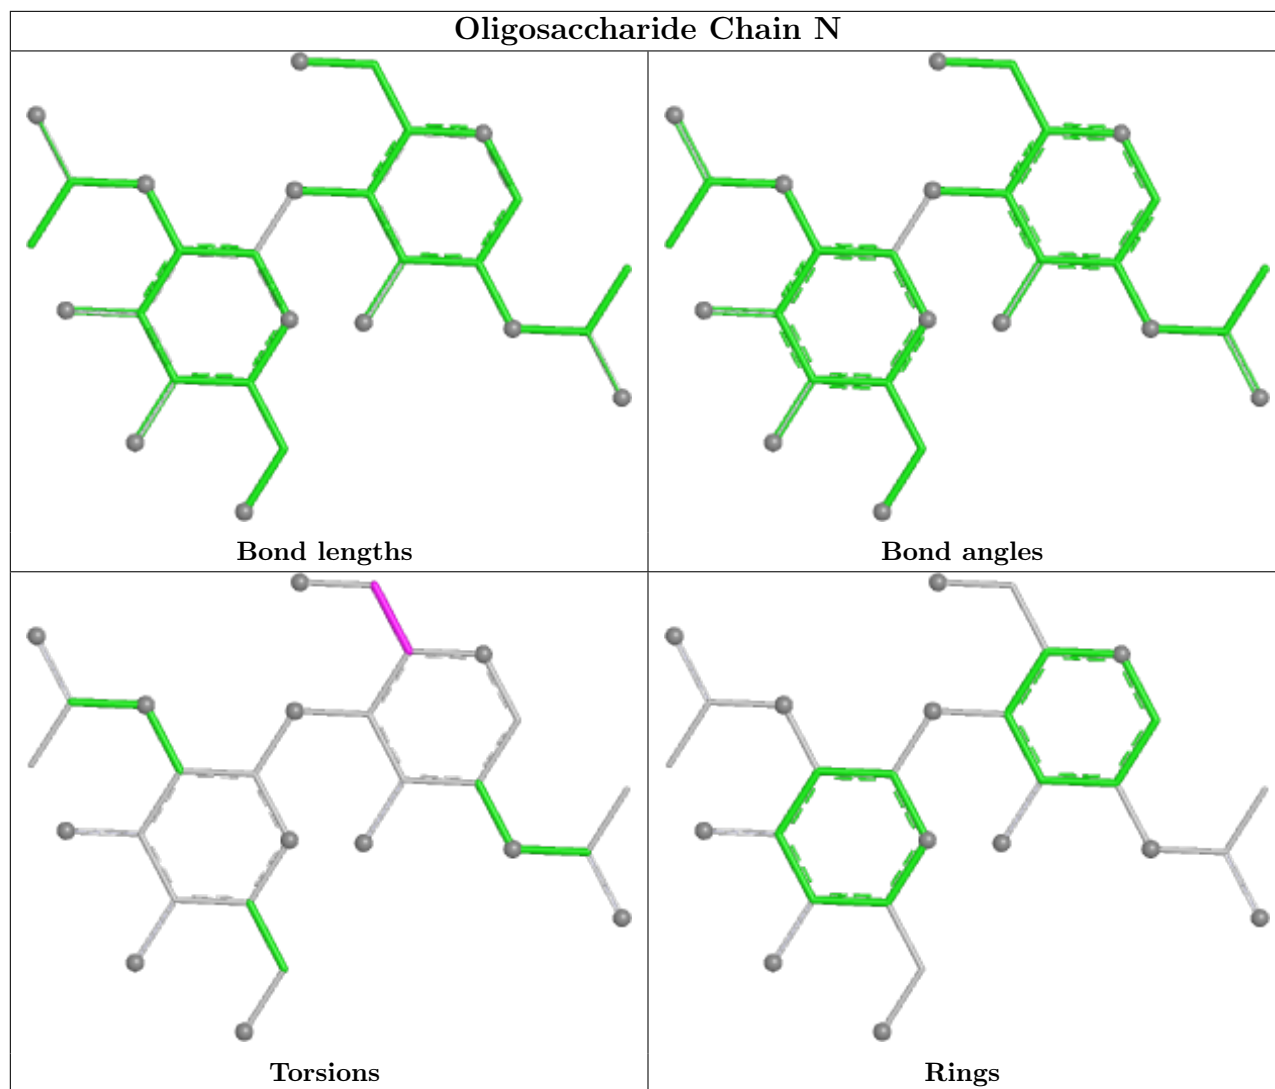 Oligosaccharide Chain N
Bond lengths
Bond angles
Torsions
Rings